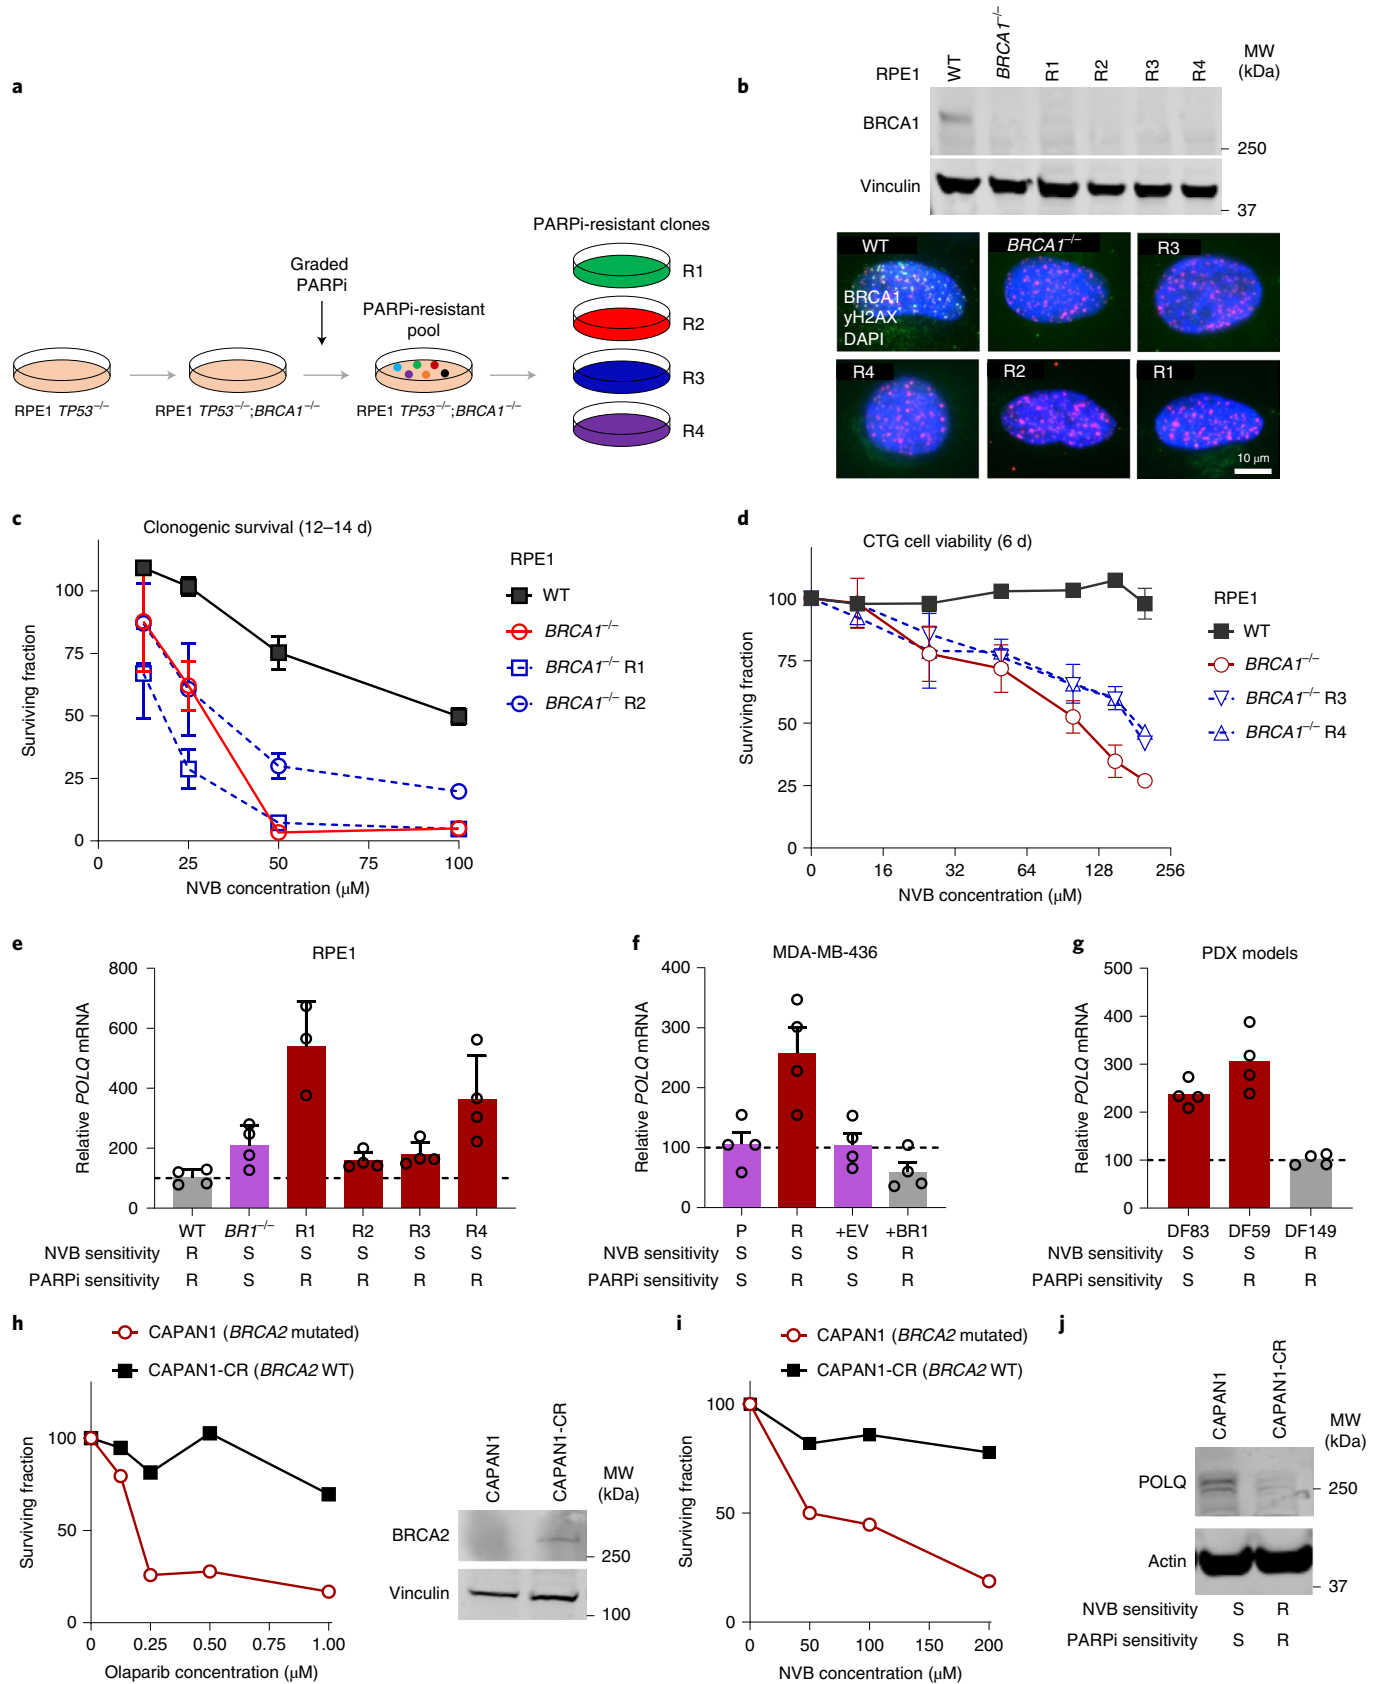 a
Graded
PARPi
PARPi-resistant
pool
PARPi-resistant clones
R1
R2
R3
R4
RPE1 TP53–/–
RPE1 TP53–/–;BRCA1–/–
RPE1 TP53–/–;BRCA1–/–
b
RPE1
WT
BRCA1–/–
R1
R2
R3
R4
MW
(kDa)
BRCA1
250
Vinculin
37
WT
BRCA1
yH2AX
DAPI
BRCA1–/–
R3
R4
R2
R1
10 μm
c
Clonogenic survival (12–14 d)
Surviving fraction
100
75
50
25
0
0
25
50
75
100
NVB concentration (μM)
RPE1
WT
BRCA1–/–
BRCA1–/– R1
BRCA1–/– R2
d
CTG cell viability (6 d)
Surviving fraction
100
75
50
25
0
0
16
32
64
128
256
NVB concentration (μM)
RPE1
WT
BRCA1–/–
BRCA1–/– R3
BRCA1–/– R4
e
RPE1
Relative POLQ mRNA
800
600
400
200
0
WT BR1–/– R1 R2 R3 R4
NVB sensitivity R S S S S S
PARPi sensitivity R S R R R R
f
MDA-MB-436
Relative POLQ mRNA
400
300
200
100
0
P R +EV +BR1
NVB sensitivity S S S R
PARPi sensitivity S R S R
g
PDX models
Relative POLQ mRNA
500
400
300
200
100
0
DF83 DF59 DF149
NVB sensitivity S S R
PARPi sensitivity S R R
h
CAPAN1 (BRCA2 mutated)
CAPAN1-CR (BRCA2 WT)
Surviving fraction
100
50
0
0
0.25
0.50
0.75
1.00
Olaparib concentration (μM)
CAPAN1
CAPAN1-CR
MW
(kDa)
BRCA2
250
Vinculin
100
i
CAPAN1 (BRCA2 mutated)
CAPAN1-CR (BRCA2 WT)
Surviving fraction
100
50
0
0
50
100
150
200
NVB concentration (μM)
j
CAPAN1
CAPAN1-CR
MW
(kDa)
POLQ
250
Actin
37
NVB sensitivity S R
PARPi sensitivity S R